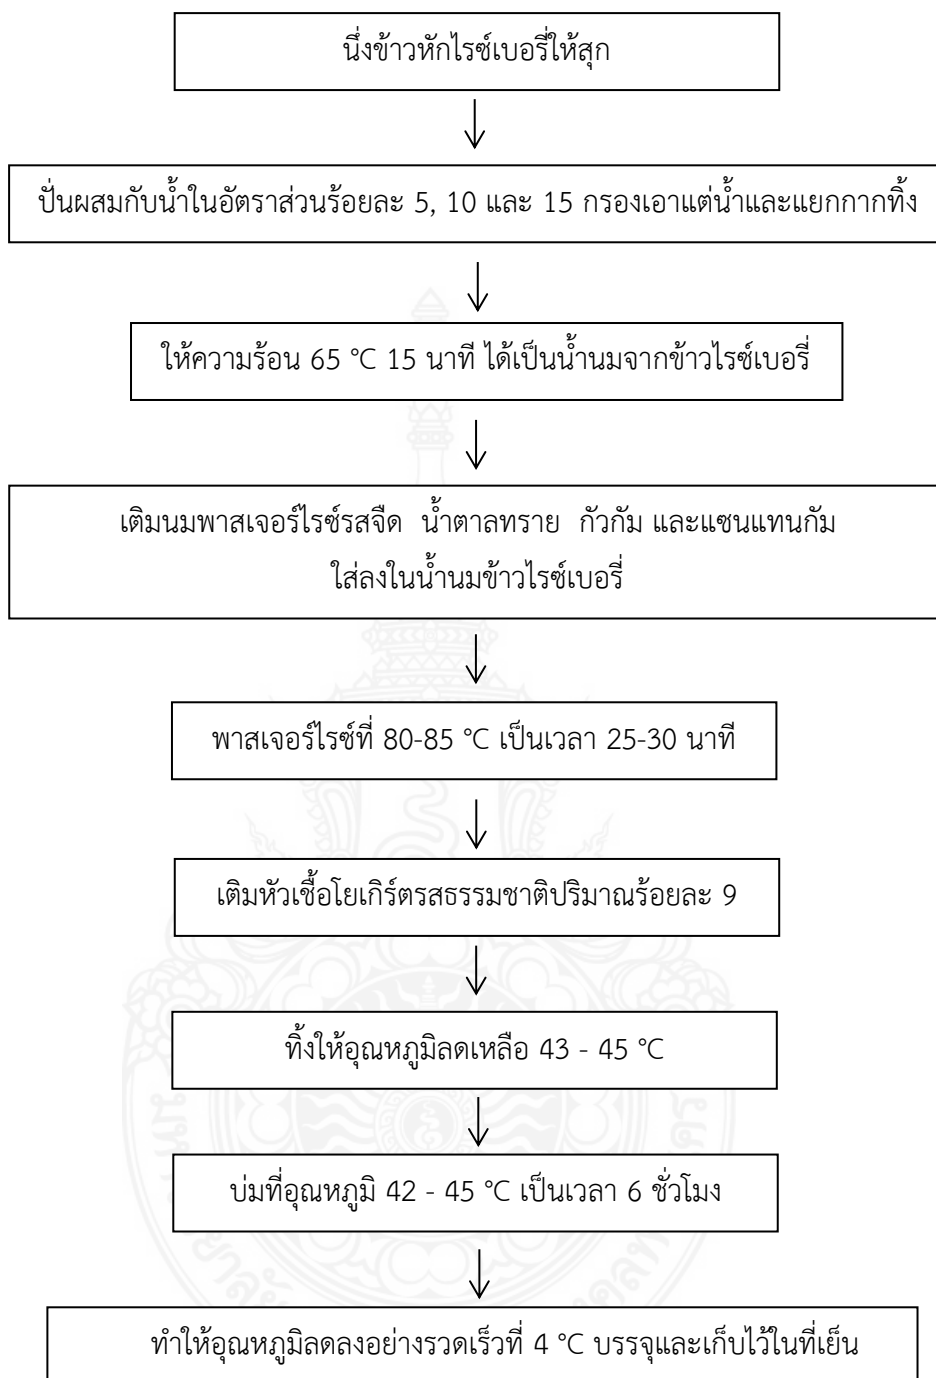 นึ่งข้าวหักไรซ์เบอรี่ให้สุก
ปั่นผสมกับน้ำในอัตราส่วนร้อยละ 5, 10 และ 15 กรองเอาแต่น้ำและแยกกากทิ้ง
ให้ความร้อน 65 °C 15 นาที ได้เป็นน้ำนมจากข้าวไรซ์เบอรี่
เติมนมพาสเจอร์ไรซ์รสจืด น้ำตาลทราย กัวกัม และแซนแทนกัม
ใส่ลงในน้ำนมข้าวไรซ์เบอรี่
พาสเจอร์ไรซ์ที่ 80-85 °C เป็นเวลา 25-30 นาที
เติมหัวเชื้อโยเกิร์ตรสธรรมชาติปริมาณร้อยละ 9
ทิ้งให้อุณหภูมิลดเหลือ 43 - 45 °C
บ่มที่อุณหภูมิ 42 - 45 °C เป็นเวลา 6 ชั่วโมง
ทำให้อุณหภูมิลดลงอย่างรวดเร็วที่ 4 °C บรรจุและเก็บไว้ในที่เย็น